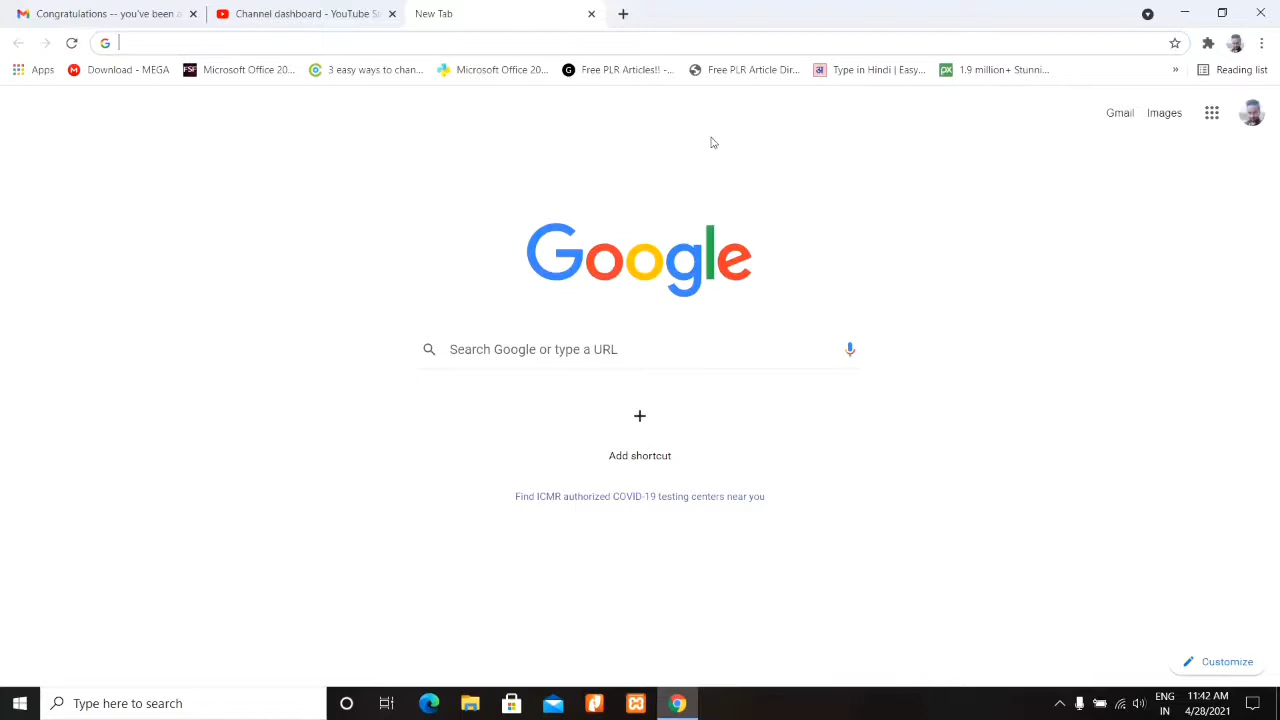 Congratulations -- you've been a
Channel dashboard - YouTube St
New Tab
Apps
Download - MEGA
FSF
Microsoft Office 20...
3 easy ways to chan...
Microsoft Office 20...
G
Free PLR Articles!! -...
Free PLR Article Dir...
Type in Hindi | Easy...
px
1.9 million+ Stunni...
»
Reading list
Gmail
Images
Google
Search Google or type a URL
Add shortcut
Find ICMR authorized COVID-19 testing centers near you
Customize
Type here to search
ENG
IN
11:42 AM
4/28/2021